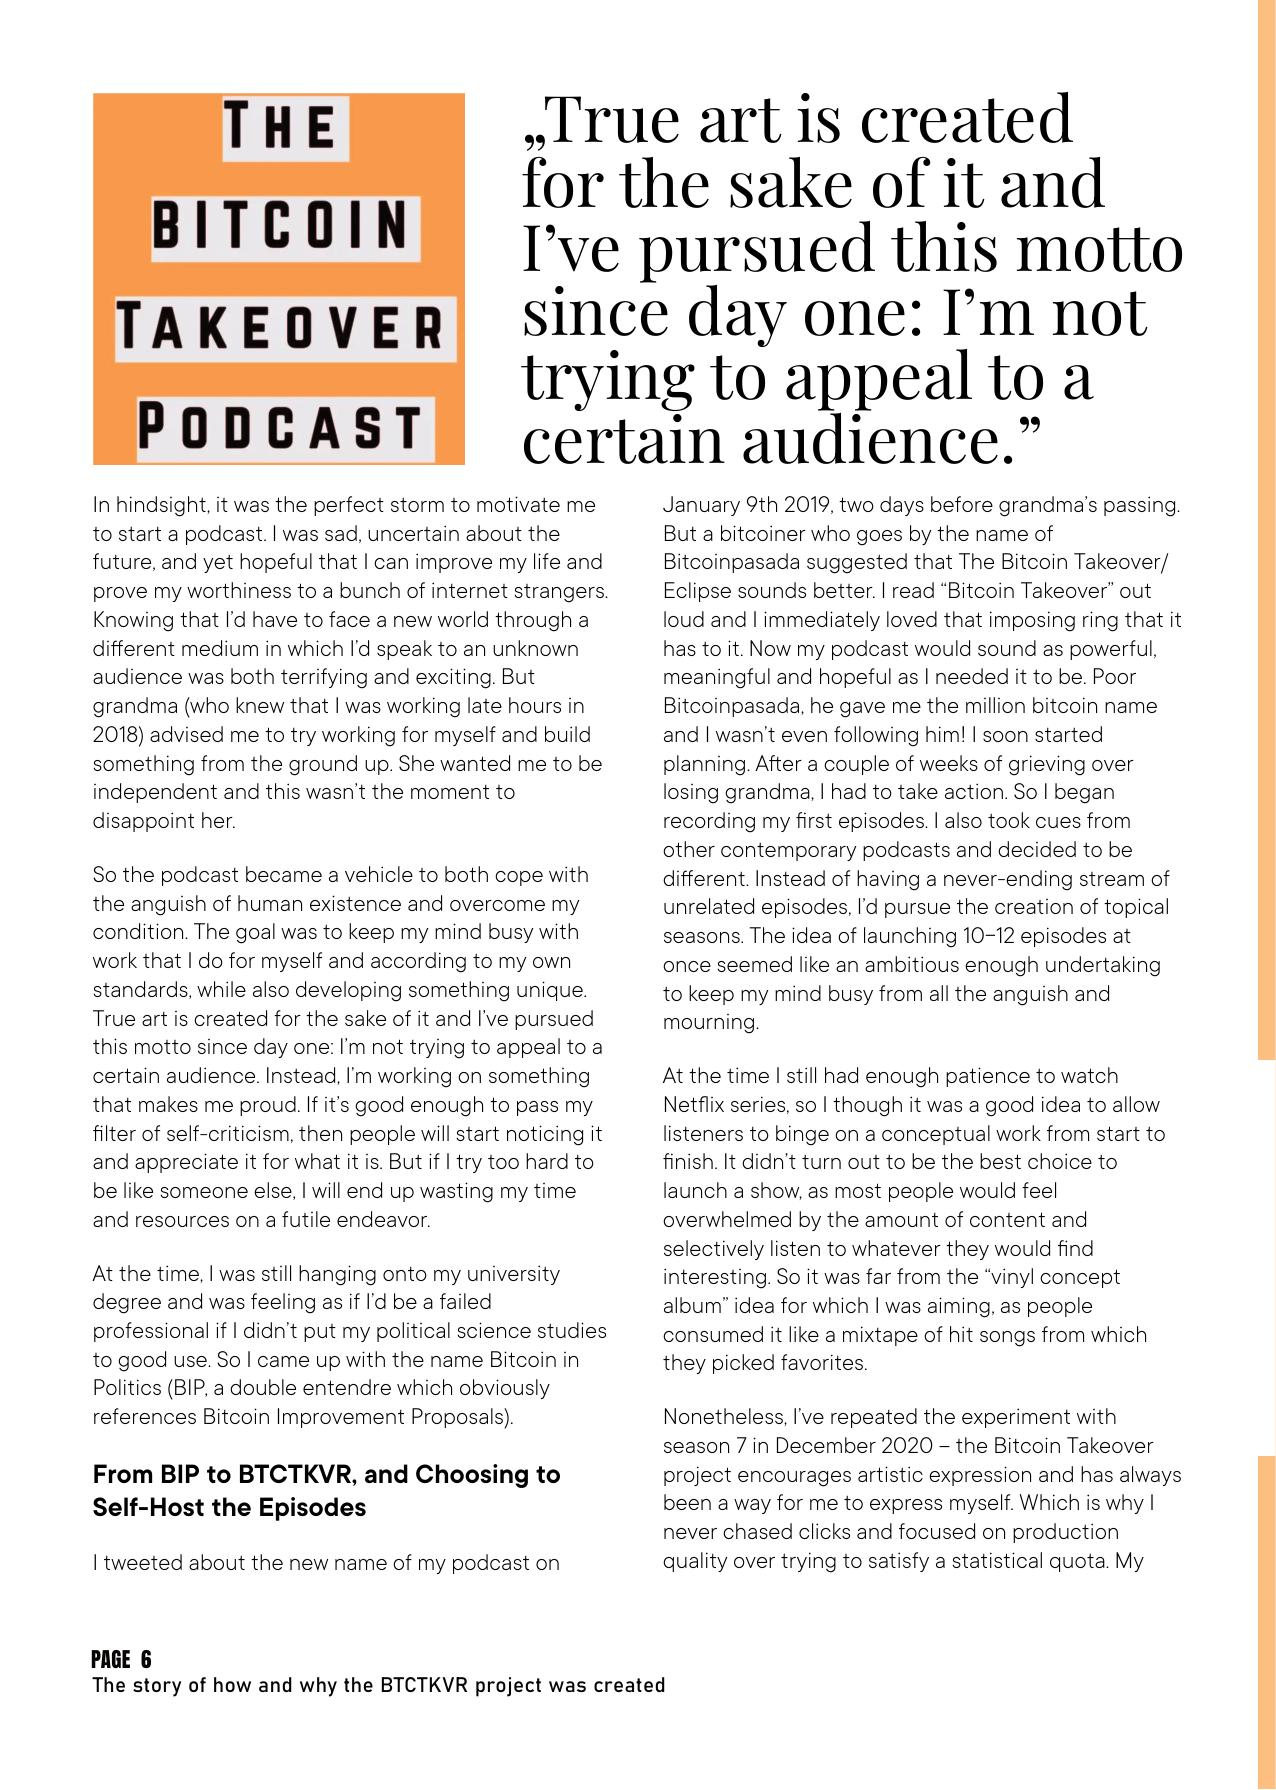 THE
BITCOIN
TAKEOVER
PODCAST
„True art is created
for the sake of it and
I’ve pursued this motto
since day one: I’m not
trying to appeal to a
certain audience.”
In hindsight, it was the perfect storm to motivate me
to start a podcast. I was sad, uncertain about the
future, and yet hopeful that I can improve my life and
prove my worthiness to a bunch of internet strangers.
Knowing that I’d have to face a new world through a
different medium in which I’d speak to an unknown
audience was both terrifying and exciting. But
grandma (who knew that I was working late hours in
2018) advised me to try working for myself and build
something from the ground up. She wanted me to be
independent and this wasn’t the moment to
disappoint her.
So the podcast became a vehicle to both cope with
the anguish of human existence and overcome my
condition. The goal was to keep my mind busy with
work that I do for myself and according to my own
standards, while also developing something unique.
True art is created for the sake of it and I’ve pursued
this motto since day one: I’m not trying to appeal to a
certain audience. Instead, I’m working on something
that makes me proud. If it’s good enough to pass my
filter of self-criticism, then people will start noticing it
and appreciate it for what it is. But if I try too hard to
be like someone else, I will end up wasting my time
and resources on a futile endeavor.
At the time, I was still hanging onto my university
degree and was feeling as if I’d be a failed
professional if I didn’t put my political science studies
to good use. So I came up with the name Bitcoin in
Politics (BIP, a double entendre which obviously
references Bitcoin Improvement Proposals).
From BIP to BTCTKVR, and Choosing to
Self-Host the Episodes
I tweeted about the new name of my podcast on
January 9th 2019, two days before grandma’s passing.
But a bitcoiner who goes by the name of
Bitcoinpasada suggested that The Bitcoin Takeover/
Eclipse sounds better. I read “Bitcoin Takeover” out
loud and I immediately loved that imposing ring that it
has to it. Now my podcast would sound as powerful,
meaningful and hopeful as I needed it to be. Poor
Bitcoinpasada, he gave me the million bitcoin name
and I wasn’t even following him! I soon started
planning. After a couple of weeks of grieving over
losing grandma, I had to take action. So I began
recording my first episodes. I also took cues from
other contemporary podcasts and decided to be
different. Instead of having a never-ending stream of
unrelated episodes, I’d pursue the creation of topical
seasons. The idea of launching 10–12 episodes at
once seemed like an ambitious enough undertaking
to keep my mind busy from all the anguish and
mourning.
At the time I still had enough patience to watch
Netflix series, so I though it was a good idea to allow
listeners to binge on a conceptual work from start to
finish. It didn’t turn out to be the best choice to
launch a show, as most people would feel
overwhelmed by the amount of content and
selectively listen to whatever they would find
interesting. So it was far from the “vinyl concept
album” idea for which I was aiming, as people
consumed it like a mixtape of hit songs from which
they picked favorites.
Nonetheless, I’ve repeated the experiment with
season 7 in December 2020 – the Bitcoin Takeover
project encourages artistic expression and has always
been a way for me to express myself. Which is why I
never chased clicks and focused on production
quality over trying to satisfy a statistical quota. My
PAGE 6
The story of how and why the BTCTKVR project was created